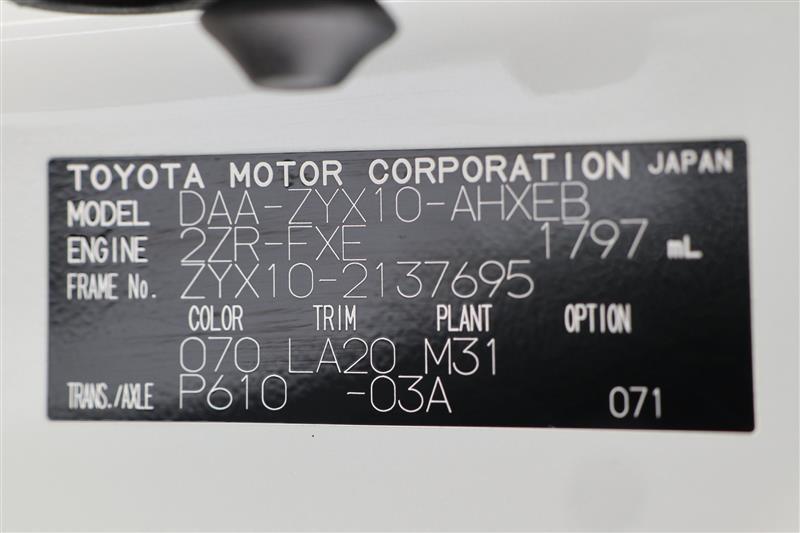 TOYOTA MOTOR CORPORATION JAPAN
MODEL DAA-ZYX10-AHXEB
ENGINE 2ZR-FXE 1797 mL
FRAME No. ZYX10-2137695
COLOR TRIM PLANT OPTION
070 LA20 M31
TRANS./AXLE P610 -03A 071